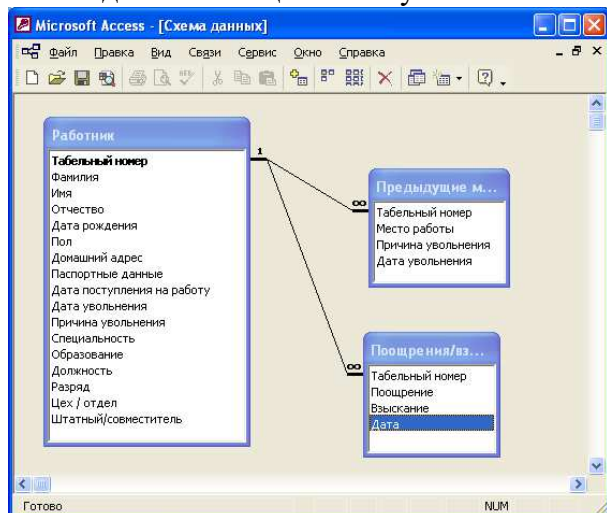 Microsoft Access - [Схема данных]
Файл Правка Вид Связи Сервис Окно Справка
Работник
Табельный номер
Фамилия
Имя
Отчество
Дата рождения
Пол
Домашний адрес
Паспортные данные
Дата поступления на работу
Дата увольнения
Причина увольнения
Специальность
Образование
Должность
Разряд
Цех / отдел
Штатный/совместитель
1
∞
∞
Предыдущие м...
Табельный номер
Место работы
Причина увольнения
Дата увольнения
Поощрения/вз...
Табельный номер
Поощрение
Взыскание
Дата
Готово
NUM